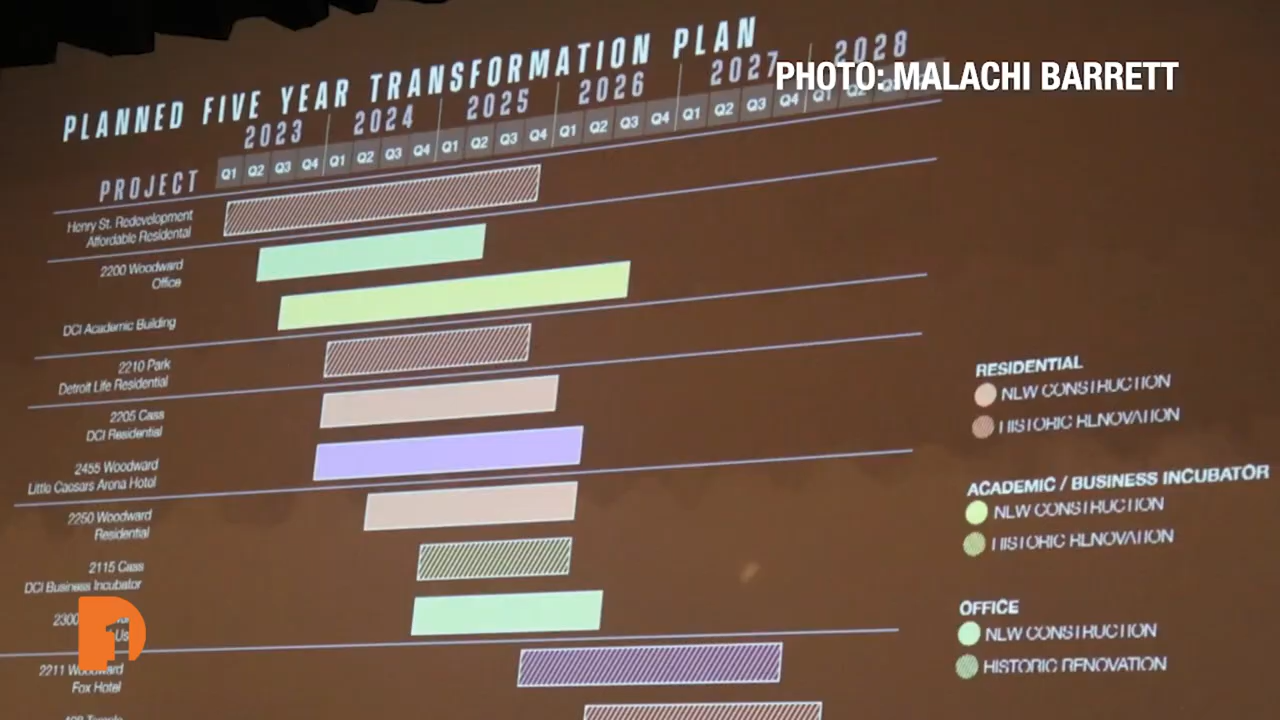 PLANNED FIVE YEAR TRANSFORMATION PLAN
PHOTO: MALACHI BARRETT
2023 2024 2025 2026 2027 2028
Q1 Q2 Q3 Q4 Q1 Q2 Q3 Q4 Q1 Q2 Q3 Q4 Q1 Q2 Q3 Q4 Q1 Q2 Q3 Q4 Q1 Q2
PROJECT
Henry St. Redevelopment
Affordable Residential
2200 Woodward
Office
DCI Academic Building
2210 Park
Detroit Life Residential
2205 Cass
DCI Residential
2455 Woodward
Little Caesars Arena Hotel
2250 Woodward
Residential
2115 Cass
DCI Business Incubator
2300
2211 Woodward
Fox Hotel
RESIDENTIAL
NEW CONSTRUCTION
HISTORIC RENOVATION
ACADEMIC / BUSINESS INCUBATOR
NEW CONSTRUCTION
HISTORIC RENOVATION
OFFICE
NEW CONSTRUCTION
HISTORIC RENOVATION